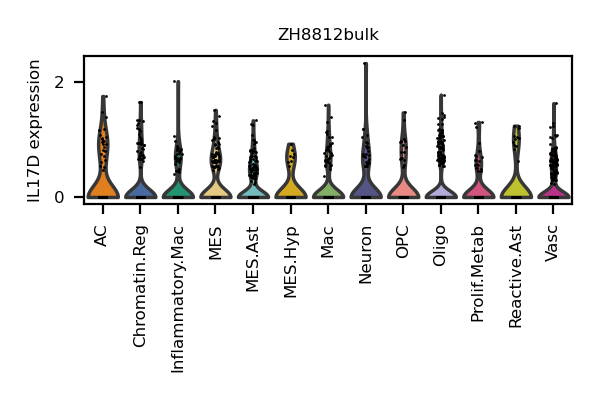 ZH8812bulk
IL17D expression
2
0
AC
Chromatin.Reg
Inflammatory.Mac
MES
MES.Ast
MES.Hyp
Mac
Neuron
OPC
Oligo
Prolif.Metab
Reactive.Ast
Vasc